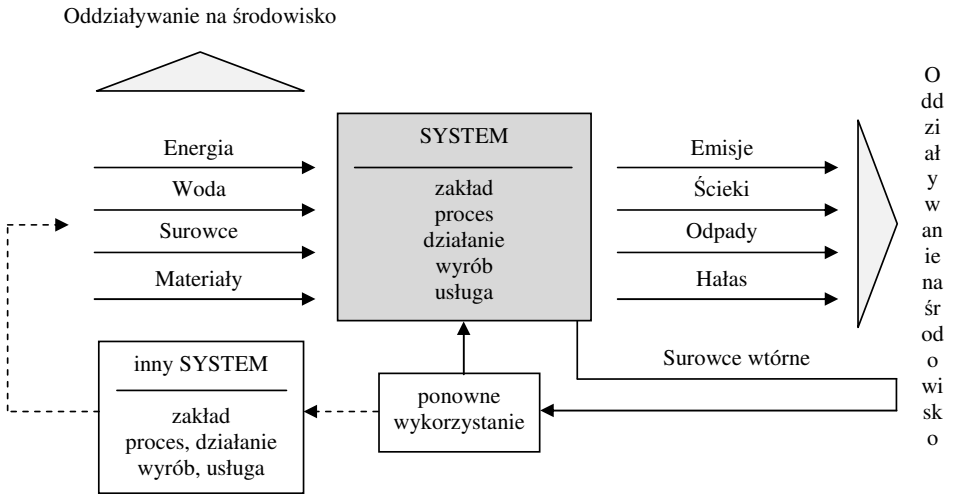 Oddziaływanie na środowisko
Energia
Woda
Surowce
Materiały
SYSTEM
zakład
proces
działanie
wyrób
usługa
Emisje
Ścieki
Odpady
Hałas
O
dd
zi
ał
y
w
an
ie
na
śr
od
o
wi
sk
o
Surowce wtórne
inny SYSTEM
zakład
proces, działanie
wyrób, usługa
ponowne
wykorzystanie